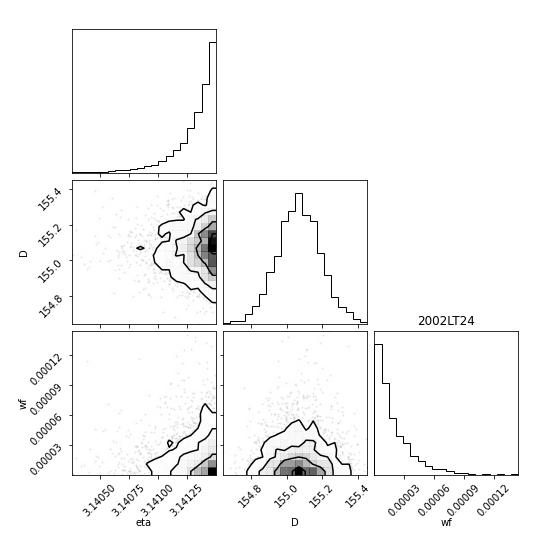 155.4
155.2
155.0
154.8
D
2002LT24
0.00012
0.00009
0.00006
0.00003
wf
3.14050 3.14075 3.14100 3.14125
eta
154.8 155.0 155.2 155.4
D
0.00003 0.00006 0.00009 0.00012
wf